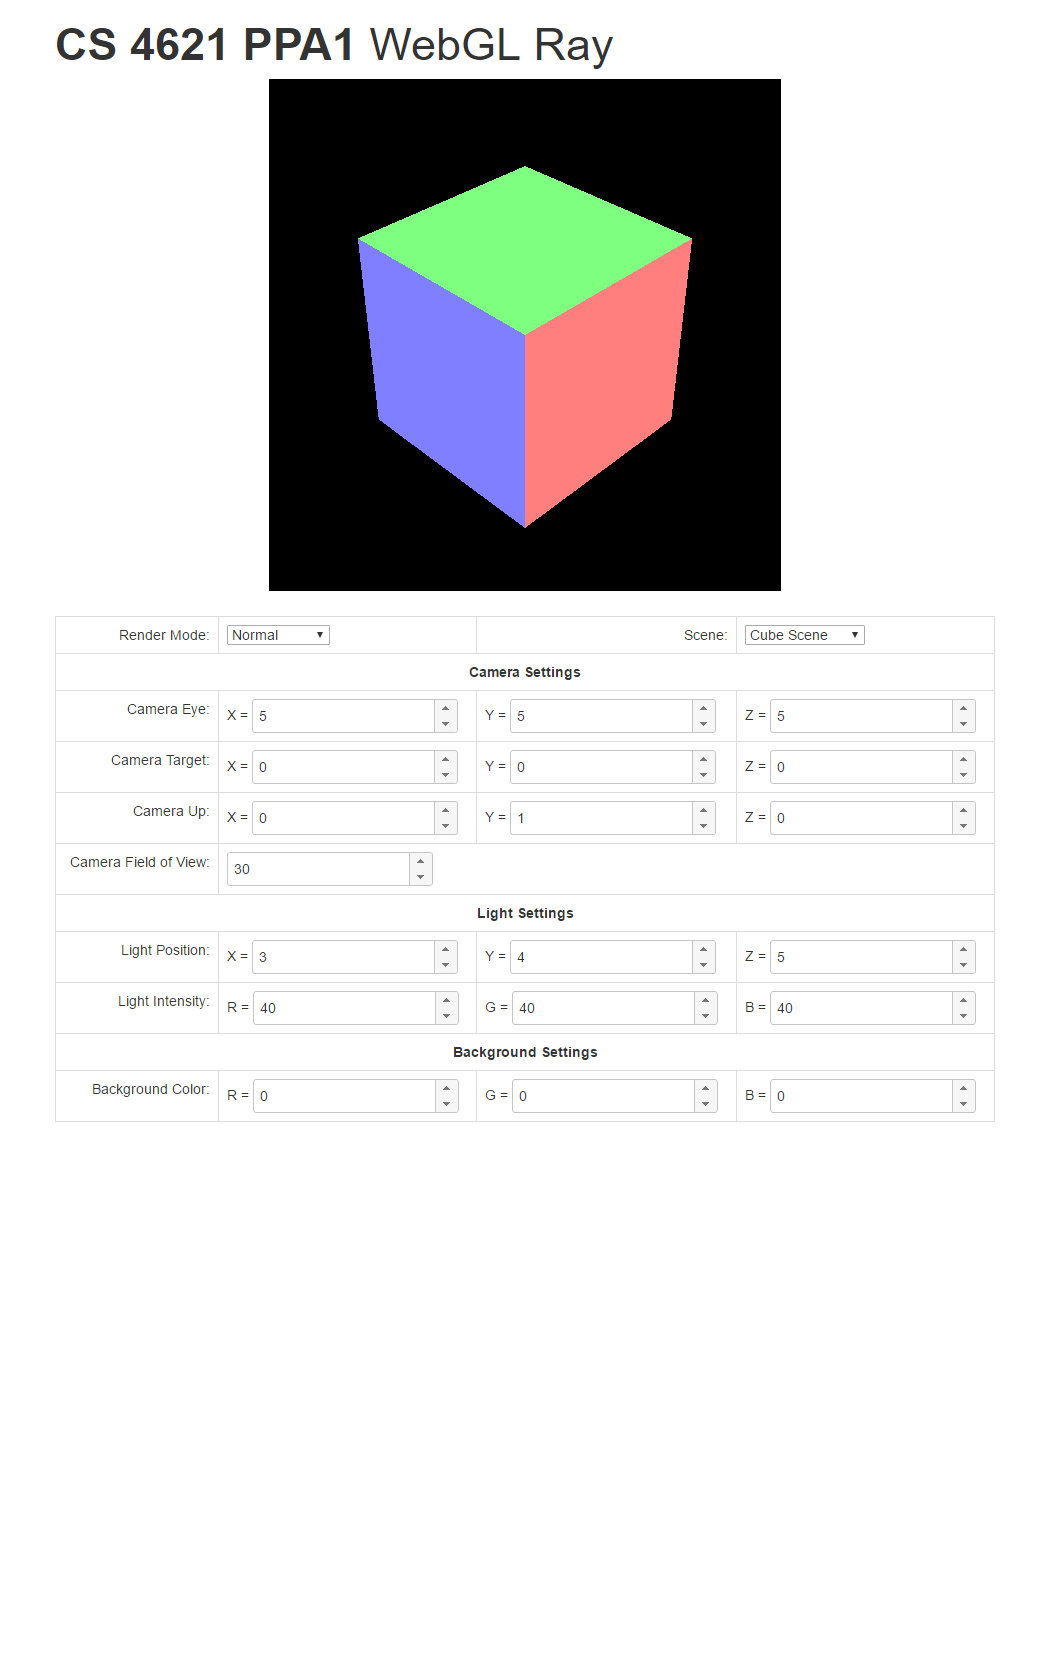 CS 4621 PPA1 WebGL Ray
Render Mode: Normal Scene: Cube Scene
Camera Settings
Camera Eye: X = 5 Y = 5 Z = 5
Camera Target: X = 0 Y = 0 Z = 0
Camera Up: X = 0 Y = 1 Z = 0
Camera Field of View: 30
Light Settings
Light Position: X = 3 Y = 4 Z = 5
Light Intensity: R = 40 G = 40 B = 40
Background Settings
Background Color: R = 0 G = 0 B = 0